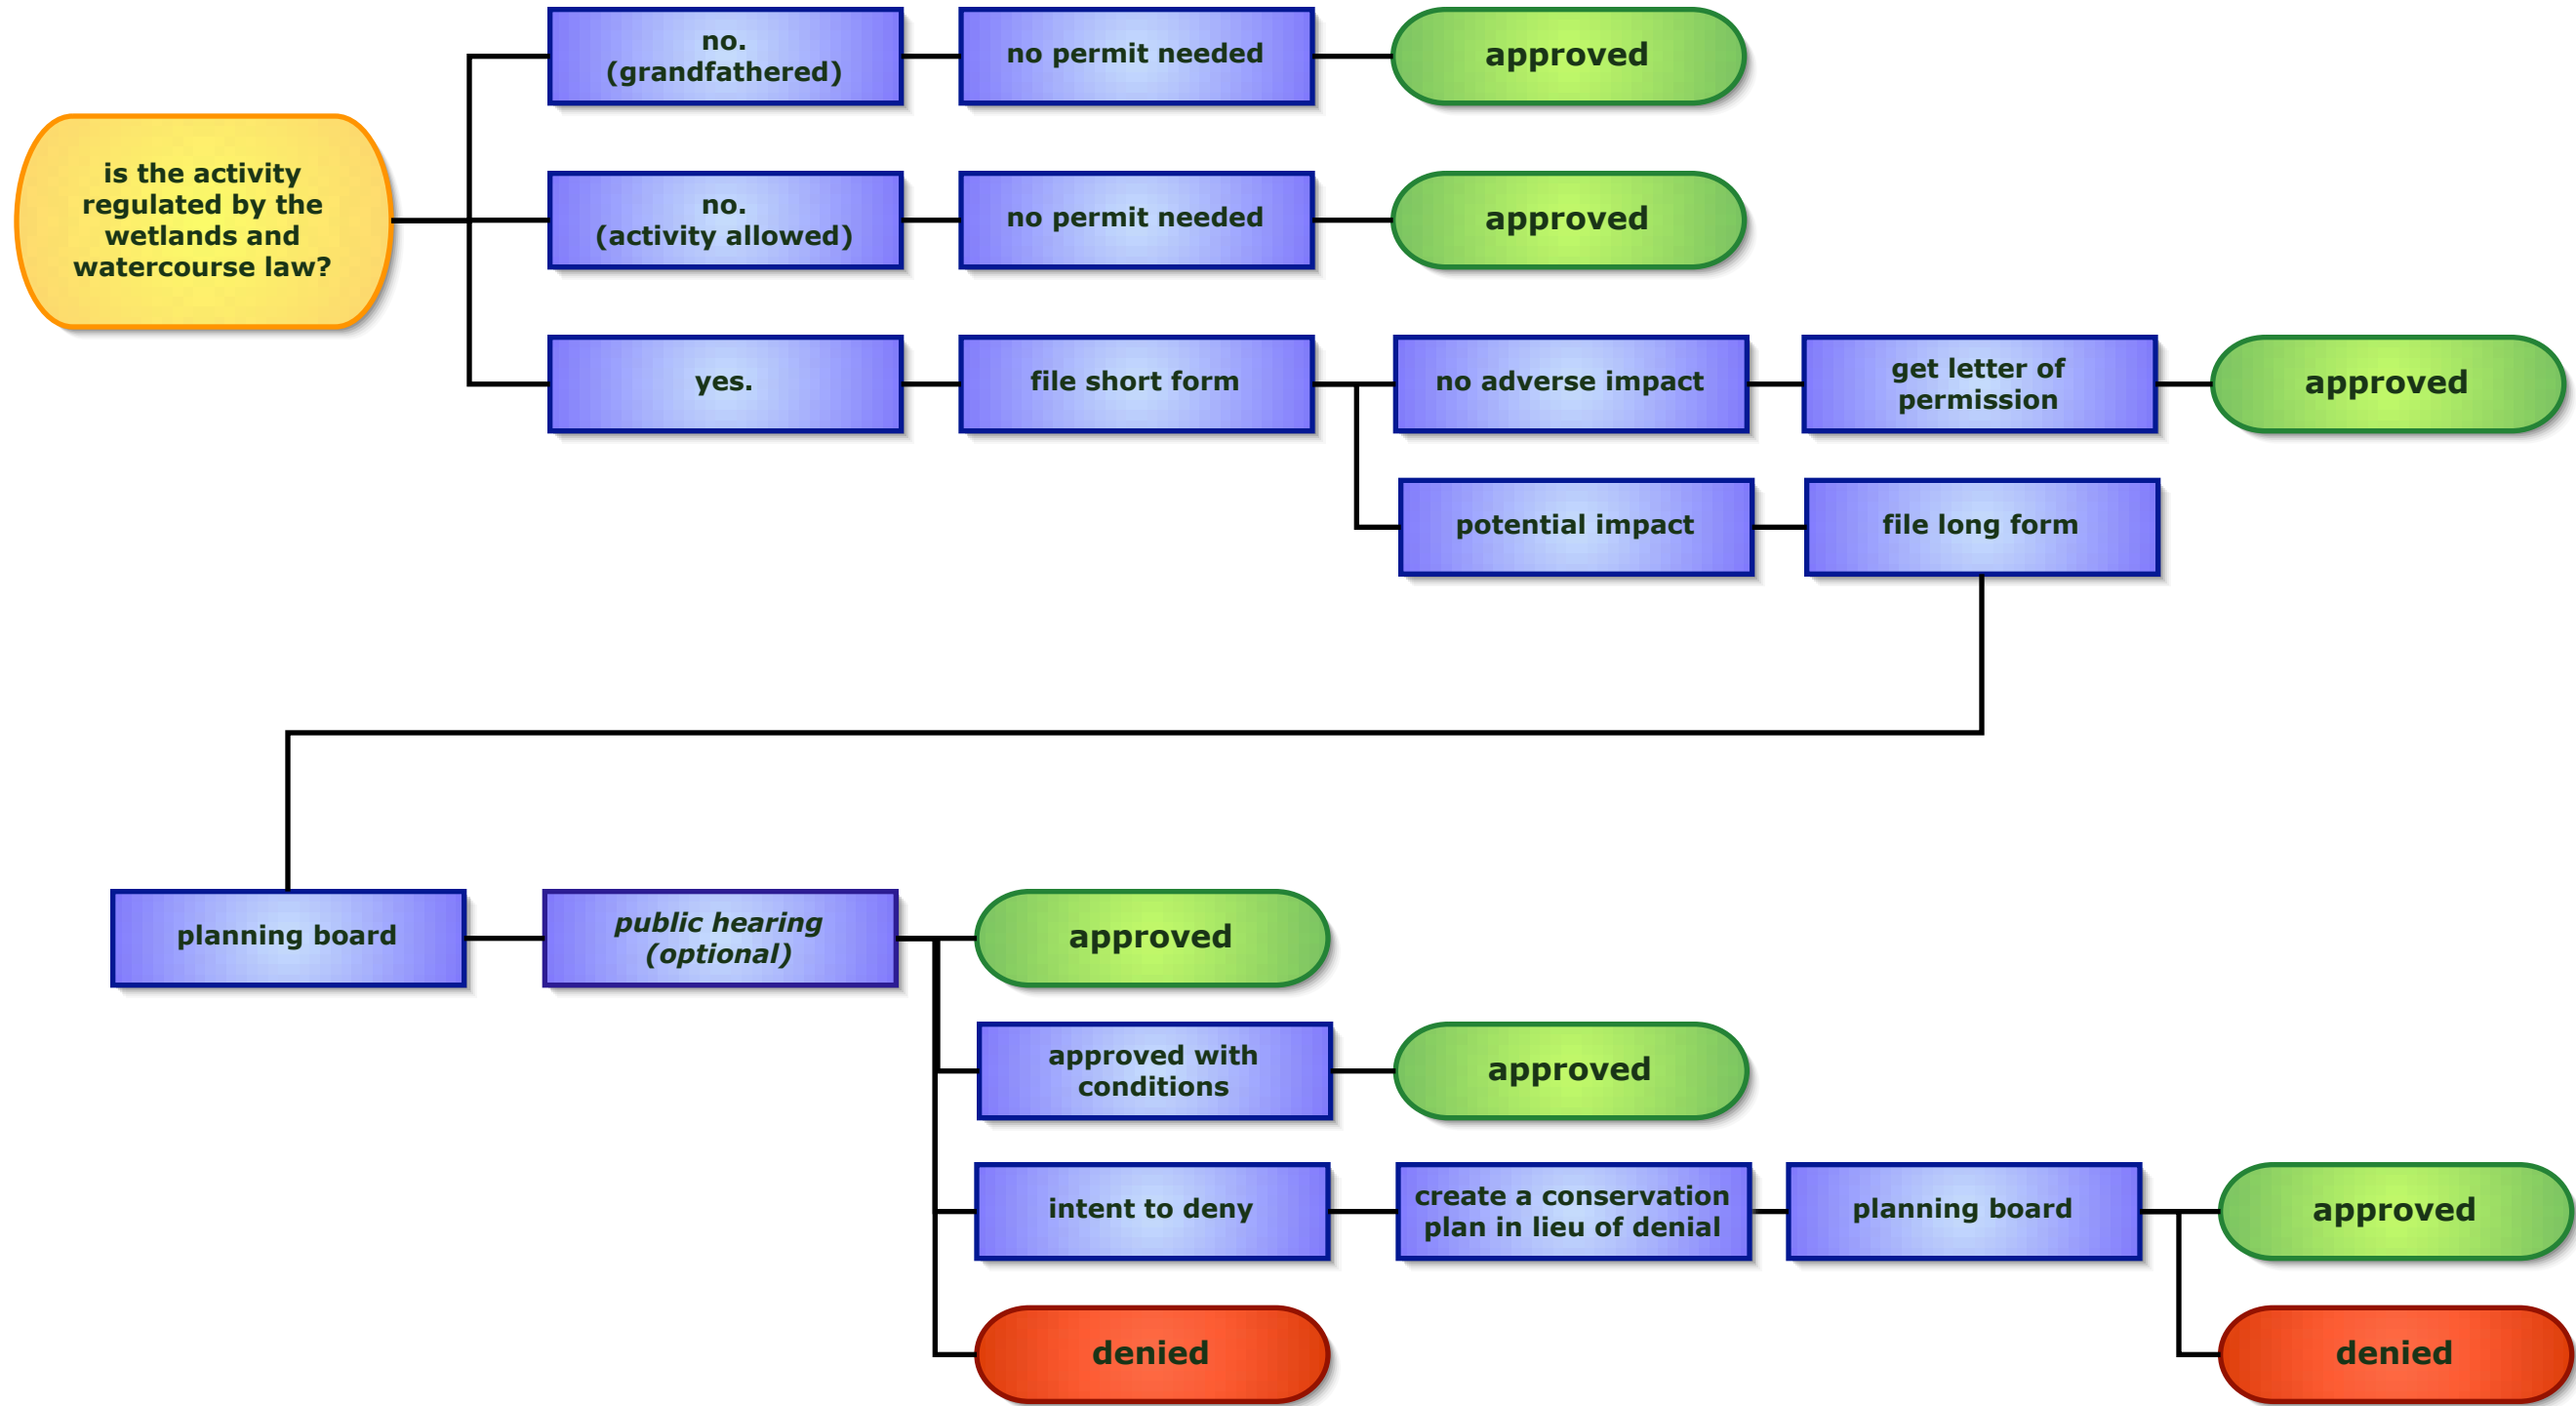 no.
(grandfathered)
no permit needed
approved
is the activity
regulated by the
wetlands and
watercourse law?
no.
(activity allowed)
no permit needed
approved
yes.
file short form
no adverse impact
get letter of
permission
approved
potential impact
file long form
planning board
public hearing
(optional)
approved
approved with
conditions
approved
intent to deny
create a conservation
plan in lieu of denial
planning board
approved
denied
denied